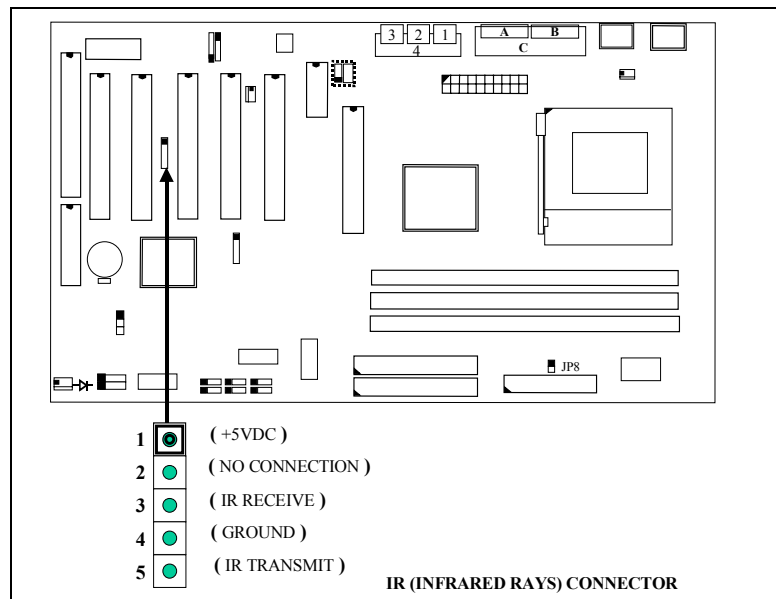 3 2 1
A B
4
C
JP8
1 ( +5VDC )
2 ( NO CONNECTION )
3 ( IR RECEIVE )
4 ( GROUND )
5 ( IR TRANSMIT )
IR (INFRARED RAYS) CONNECTOR